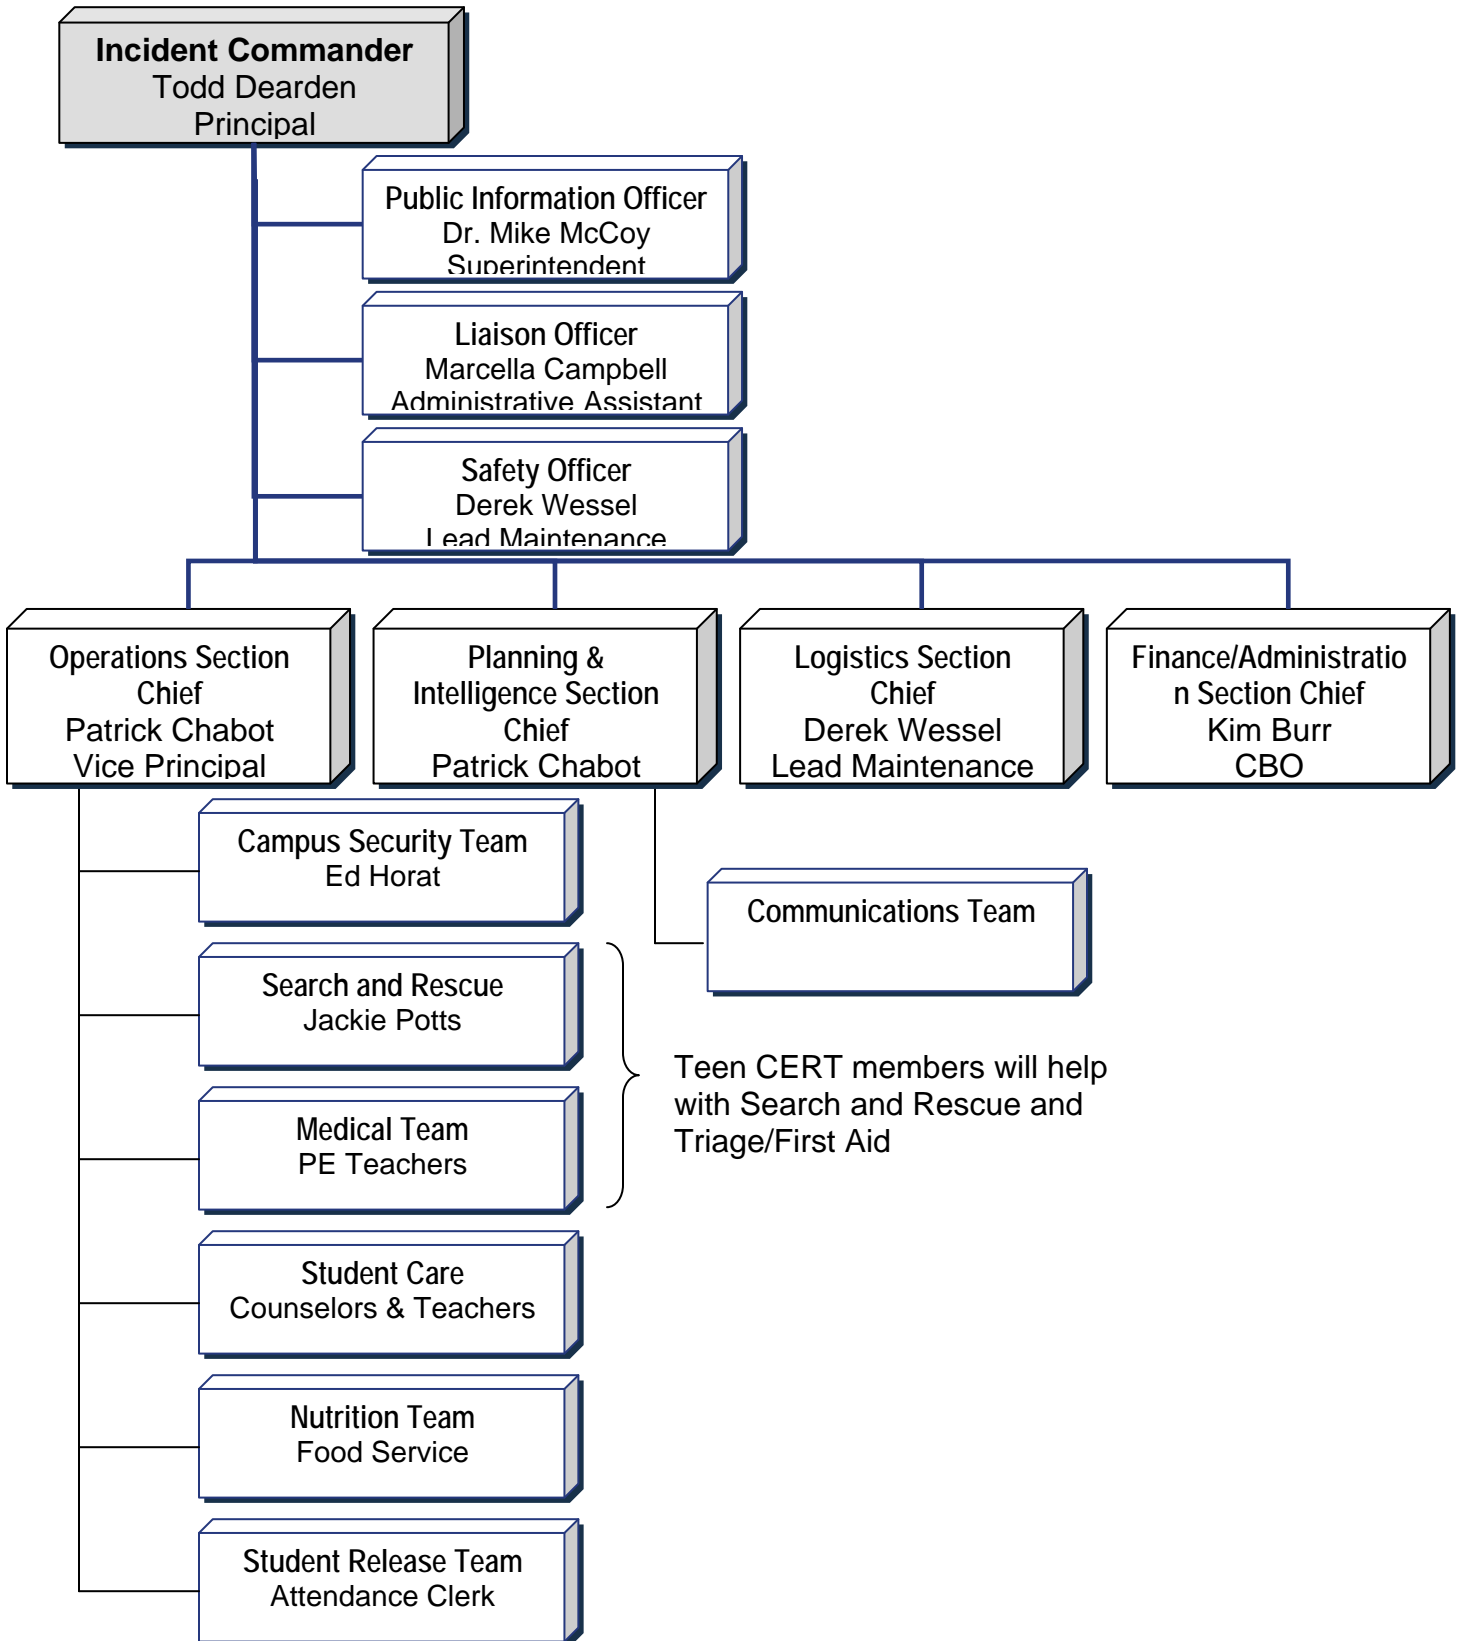 Incident Commander
Todd Dearden
Principal
Public Information Officer
Dr. Mike McCoy
Superintendent
Liaison Officer
Marcella Campbell
Administrative Assistant
Safety Officer
Derek Wessel
Lead Maintenance
Operations Section
Chief
Patrick Chabot
Vice Principal
Planning &
Intelligence Section
Chief
Patrick Chabot
Logistics Section
Chief
Derek Wessel
Lead Maintenance
Finance/Administratio
n Section Chief
Kim Burr
CBO
Campus Security Team
Ed Horat
Communications Team
Search and Rescue
Jackie Potts
Teen CERT members will help
with Search and Rescue and
Triage/First Aid
Medical Team
PE Teachers
Student Care
Counselors & Teachers
Nutrition Team
Food Service
Student Release Team
Attendance Clerk